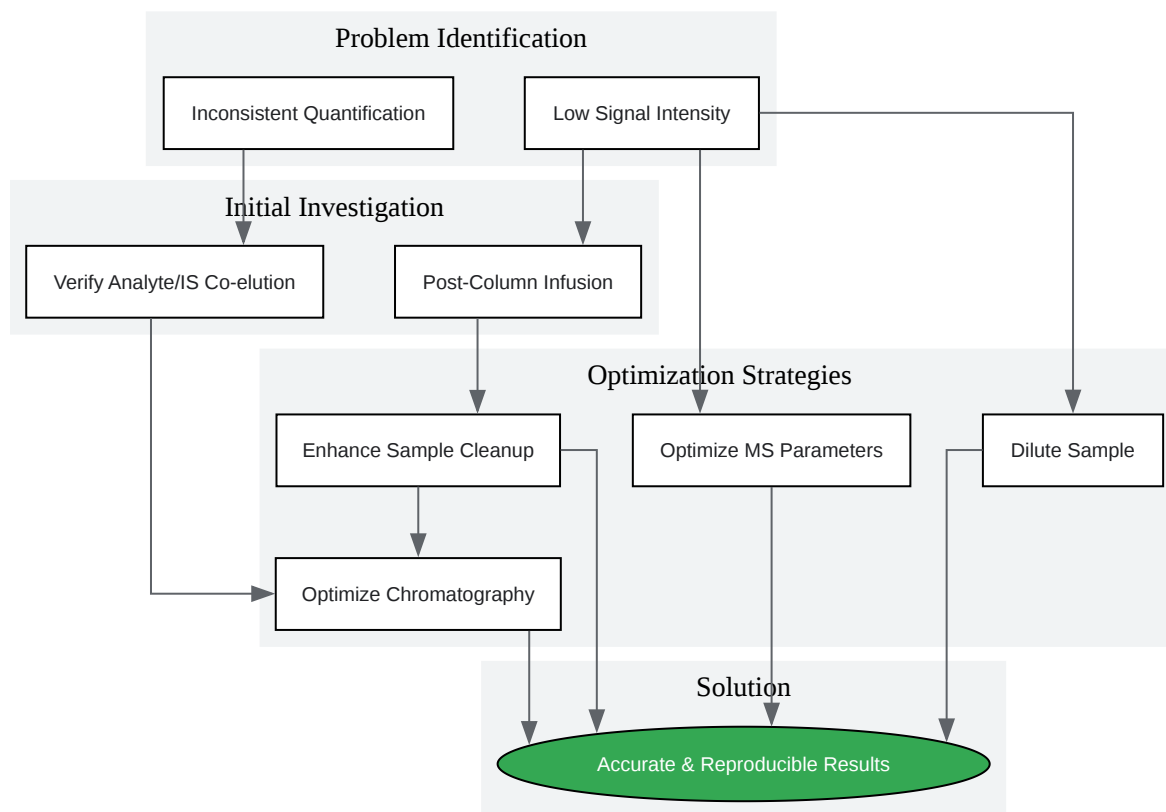 Problem Identification
Inconsistent Quantification
Low Signal Intensity
Initial Investigation
Verify Analyte/IS Co-elution
Post-Column Infusion
Optimization Strategies
Enhance Sample Cleanup
Optimize MS Parameters
Dilute Sample
Optimize Chromatography
Solution
Accurate & Reproducible Results